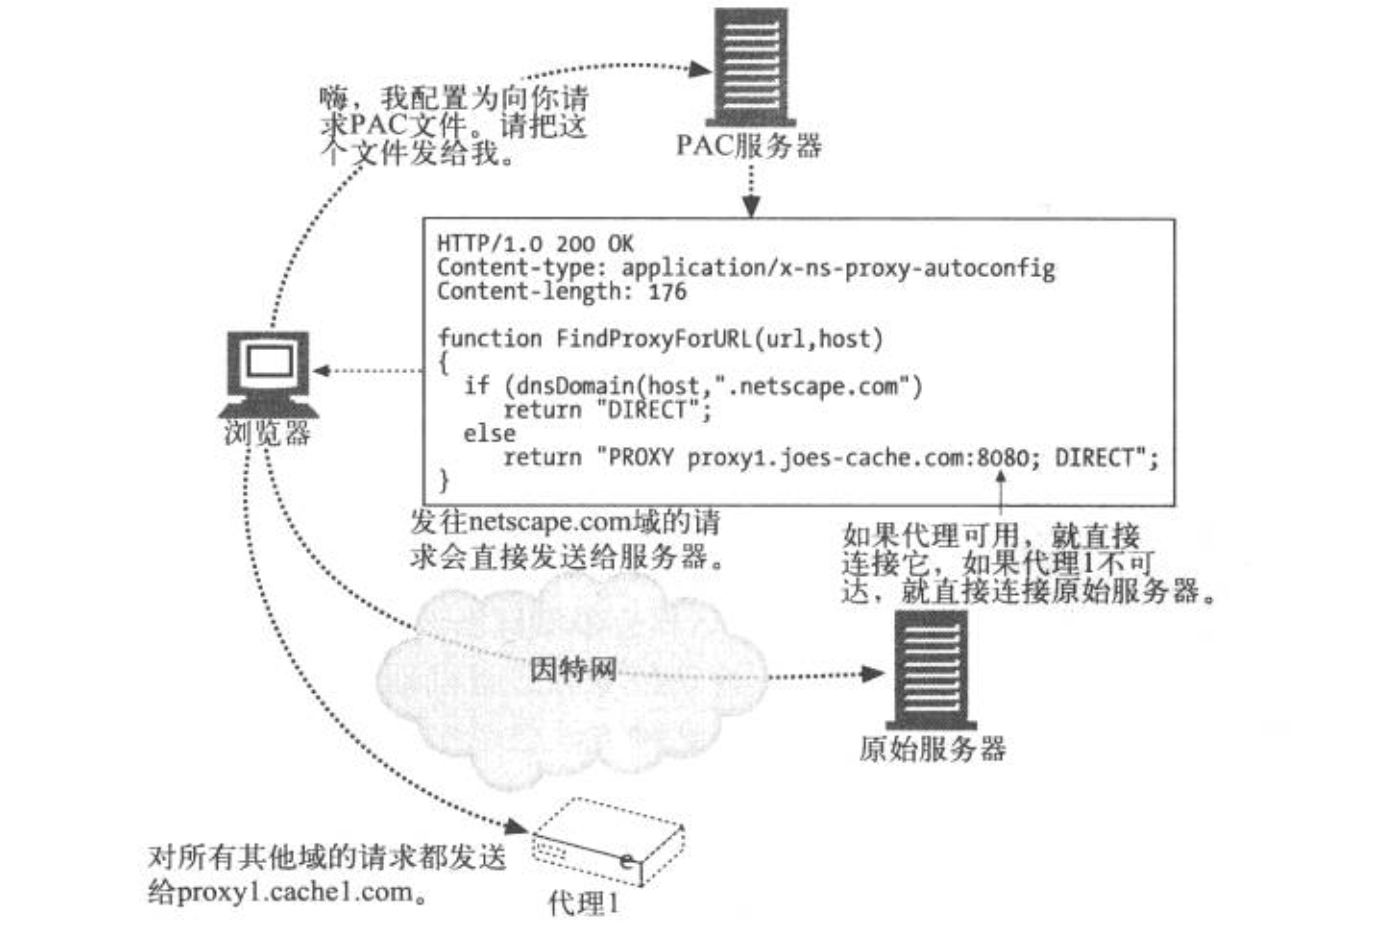 嗨，我配置为向你请
求PAC文件。请把这
个文件发给我。
PAC服务器
HTTP/1.0 200 OK
Content-type: application/x-ns-proxy-autoconfig
Content-length: 176
function FindProxyForURL(url,host)
{
if (dnsDomain(host,".netscape.com")
return "DIRECT";
else
return "PROXY proxy1.joes-cache.com:8080; DIRECT";
}
浏览器
发往netscape.com域的请
求会直接发送给服务器。
如果代理可用，就直接
连接它，如果代理1不可
达，就直接连接原始服务器。
因特网
原始服务器
对所有其他域的请求都发送
给proxy1.cache1.com。
e
代理1